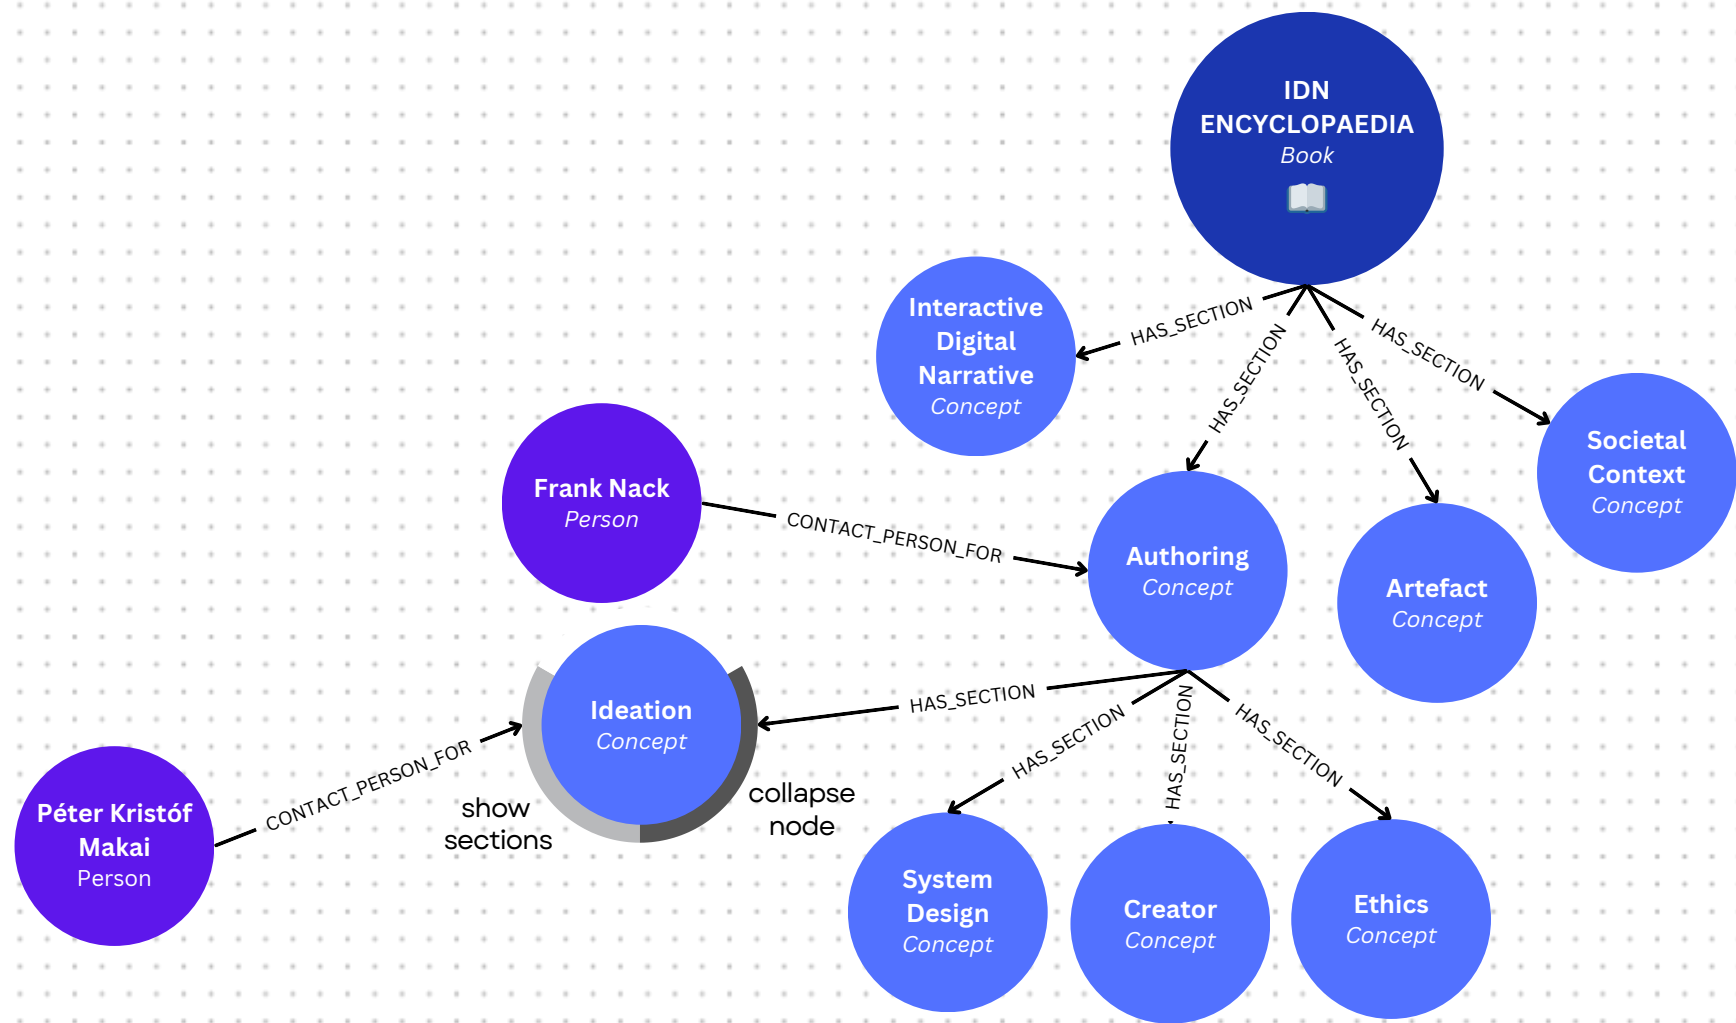 IDN
ENCYCLOPAEDIA
Book
Interactive
Digital
Narrative
Concept
HAS_SECTION
HAS_SECTION
HAS_SECTION
HAS_SECTION
Societal
Context
Concept
Frank Nack
Person
CONTACT_PERSON_FOR
Authoring
Concept
Artefact
Concept
Ideation
Concept
HAS_SECTION
HAS_SECTION
HAS_SECTION
HAS_SECTION
Péter Kristóf
Makai
Person
CONTACT_PERSON_FOR
show
sections
collapse
node
System
Design
Concept
Creator
Concept
Ethics
Concept